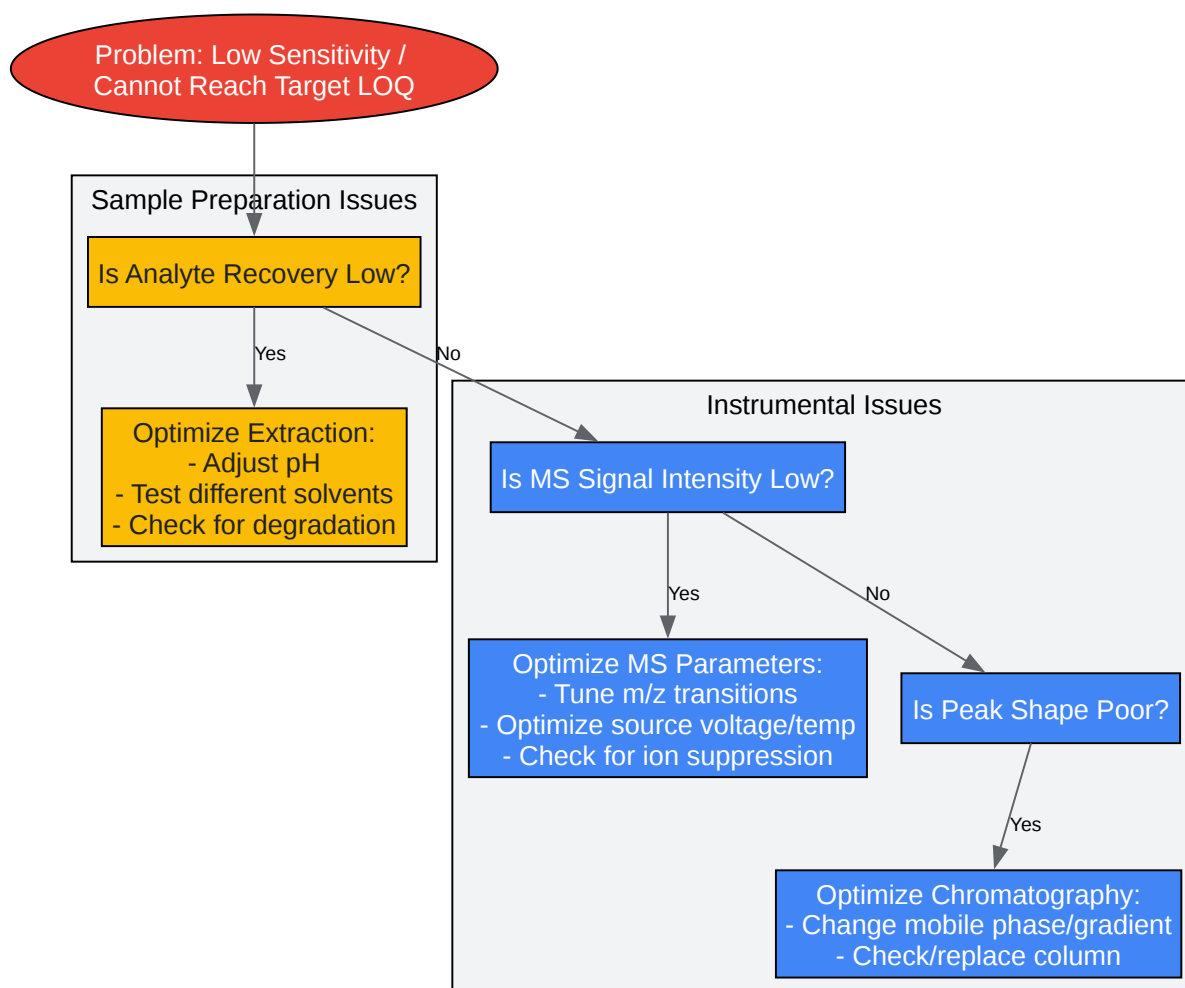 Problem: Low Sensitivity /
Cannot Reach Target LOQ
Sample Preparation Issues
Is Analyte Recovery Low?
Yes
No
Optimize Extraction:
- Adjust pH
- Test different solvents
- Check for degradation
Instrumental Issues
Is MS Signal Intensity Low?
Yes
No
Optimize MS Parameters:
- Tune m/z transitions
- Optimize source voltage/temp
- Check for ion suppression
Is Peak Shape Poor?
Yes
Optimize Chromatography:
- Change mobile phase/gradient
- Check/replace column